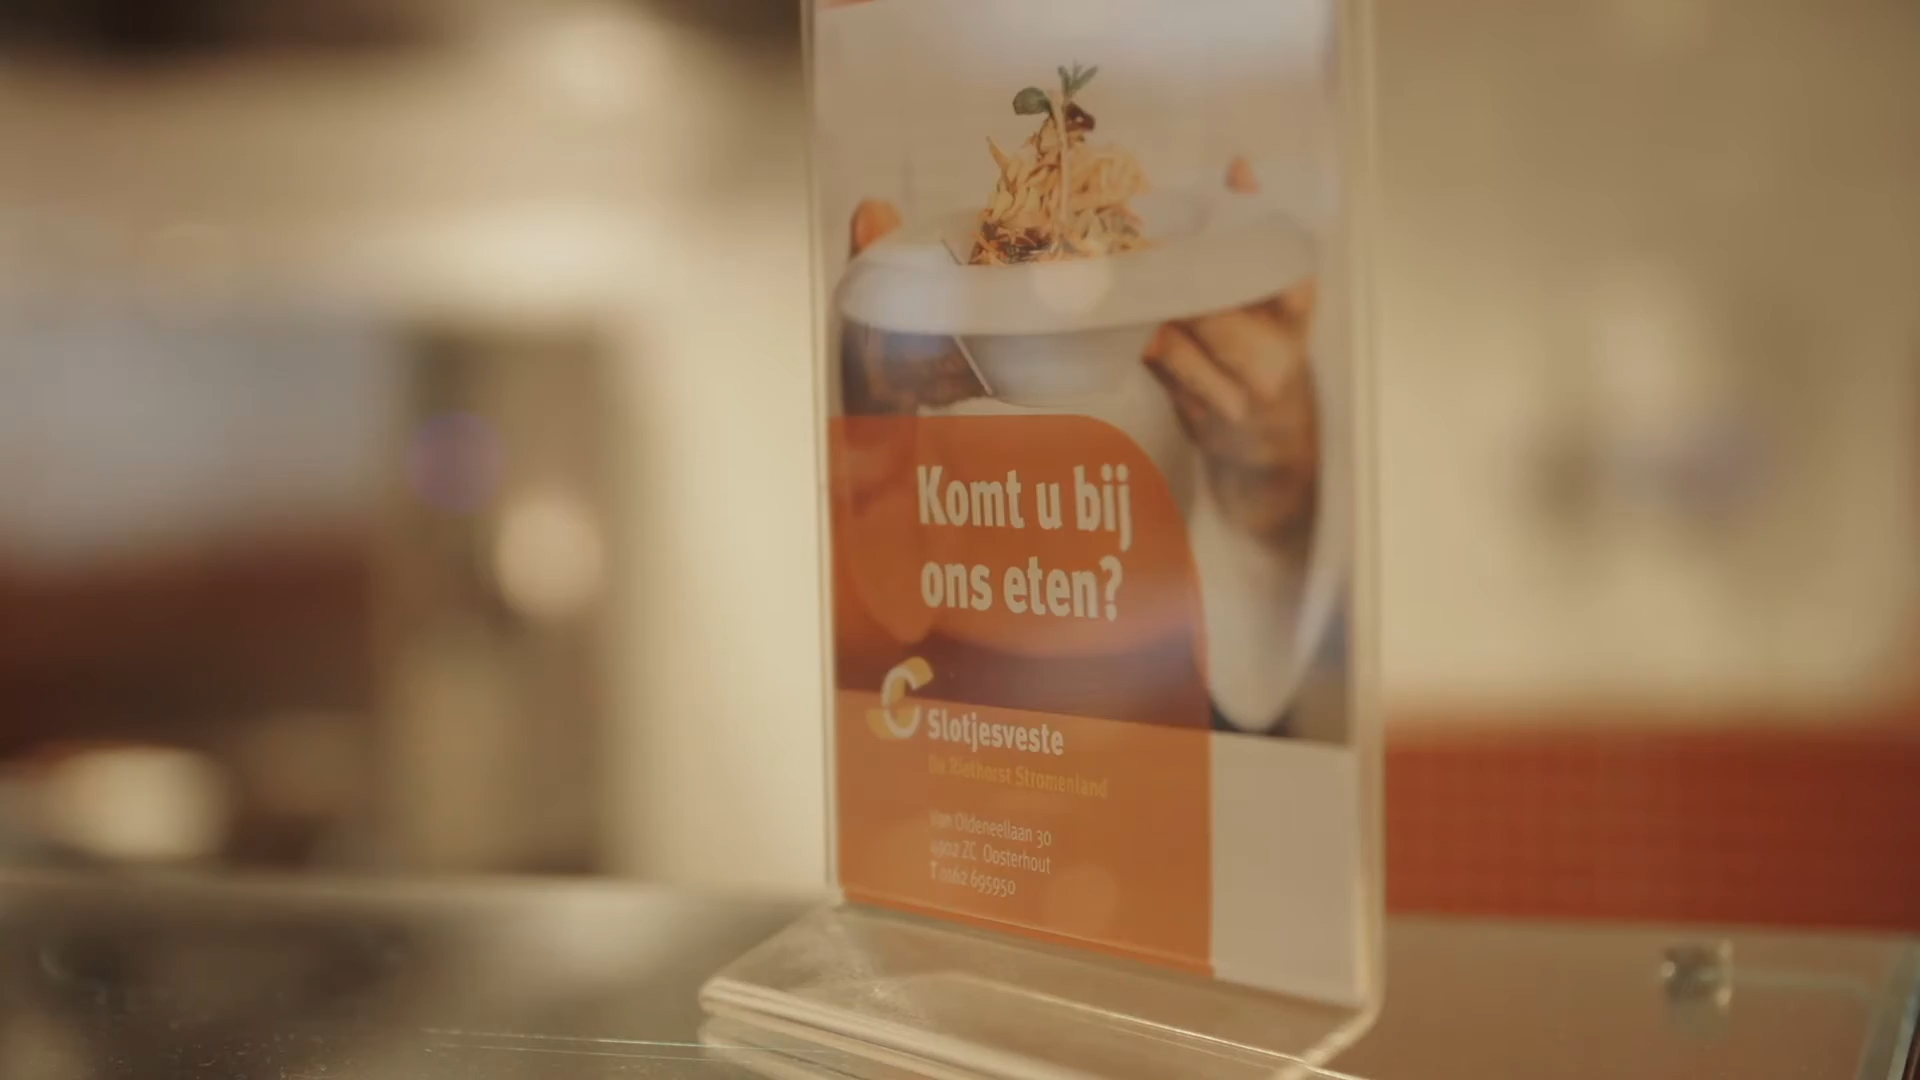 Komt u bij
ons eten?
Slotjesveste
De Riethorst Stromenland
Van Oldeneellaan 30
4902 ZC Oosterhout
T 0162 695950